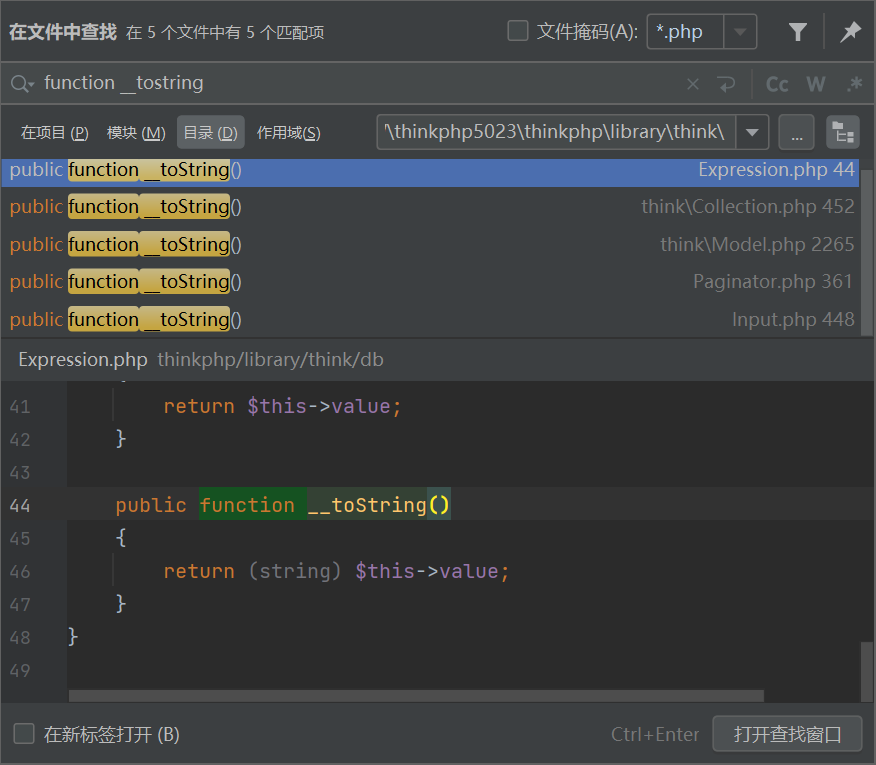 在文件中查找 在 5 个文件中有 5 个匹配项 文件掩码(A): *.php
function __tostring Cc W .*
在项目 (P) 模块 (M) 目录 (D) 作用域(S) '\thinkphp5023\thinkphp\library\think\ ...
public function __toString() Expression.php 44
public function __toString() think\Collection.php 452
public function __toString() think\Model.php 2265
public function __toString() Paginator.php 361
public function __toString() Input.php 448
Expression.php thinkphp/library/think/db
41 return $this->value;
42 }
43
44 public function __toString()
45 {
46 return (string) $this->value;
47 }
48 }
49
在新标签打开 (B) Ctrl+Enter 打开查找窗口